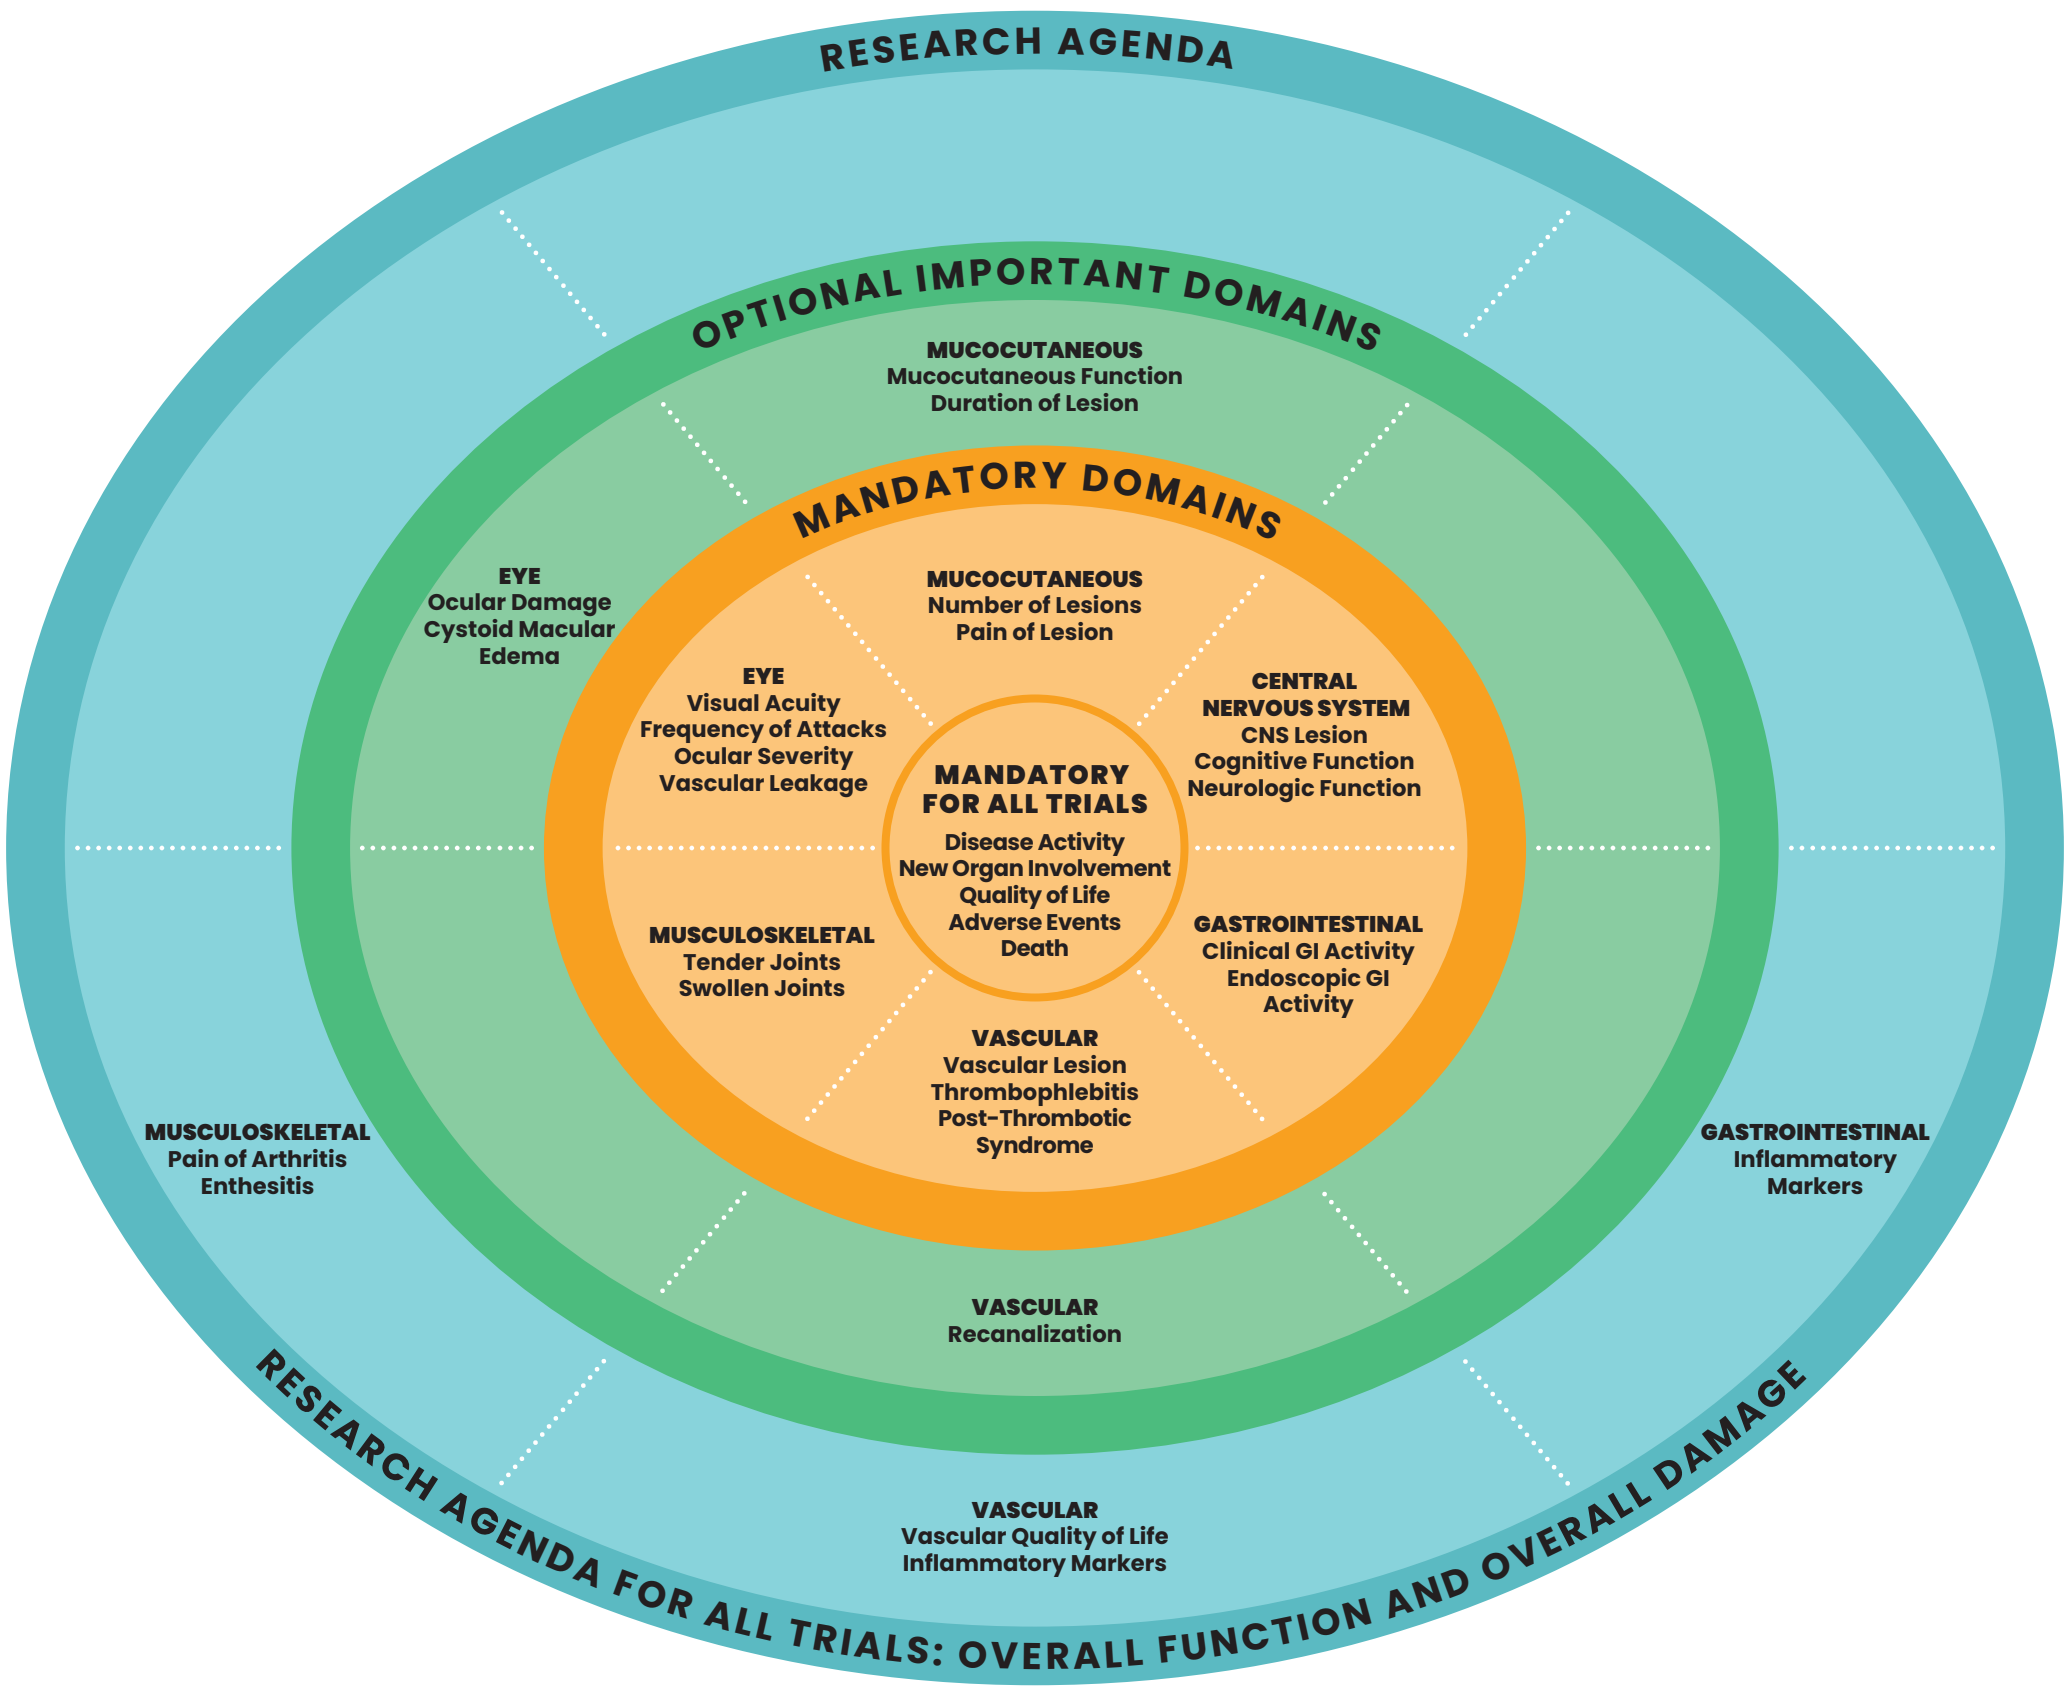 RESEARCH AGENDA
OPTIONAL IMPORTANT DOMAINS
MUCOCUTANEOUS
Mucocutaneous Function
Duration of Lesion
EYE
Ocular Damage
Cystoid Macular
Edema
MANDATORY DOMAINS
MUCOCUTANEOUS
Number of Lesions
Pain of Lesion
EYE
Visual Acuity
Frequency of Attacks
Ocular Severity
Vascular Leakage
CENTRAL
NERVOUS SYSTEM
CNS Lesion
Cognitive Function
Neurologic Function
MANDATORY
FOR ALL TRIALS
Disease Activity
New Organ Involvement
Quality of Life
Adverse Events
Death
MUSCULOSKELETAL
Tender Joints
Swollen Joints
GASTROINTESTINAL
Clinical GI Activity
Endoscopic GI
Activity
VASCULAR
Vascular Lesion
Thrombophlebitis
Post-Thrombotic
Syndrome
MUSCULOSKELETAL
Pain of Arthritis
Enthesitis
GASTROINTESTINAL
Inflammatory
Markers
VASCULAR
Recanalization
VASCULAR
Vascular Quality of Life
Inflammatory Markers
RESEARCH AGENDA FOR ALL TRIALS: OVERALL FUNCTION AND OVERALL DAMAGE